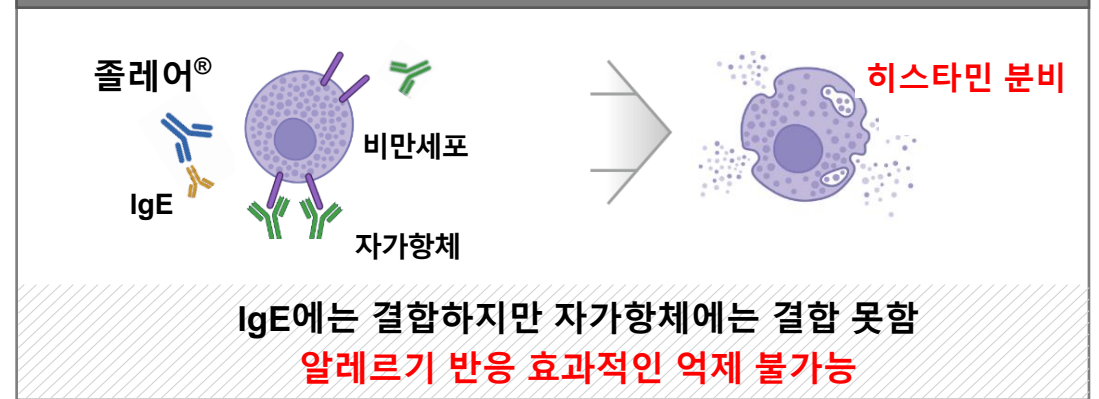 졸레어®
히스타민 분비
비만세포
IgE
자가항체
IgE에는 결합하지만 자가항체에는 결합 못함
알레르기 반응 효과적인 억제 불가능